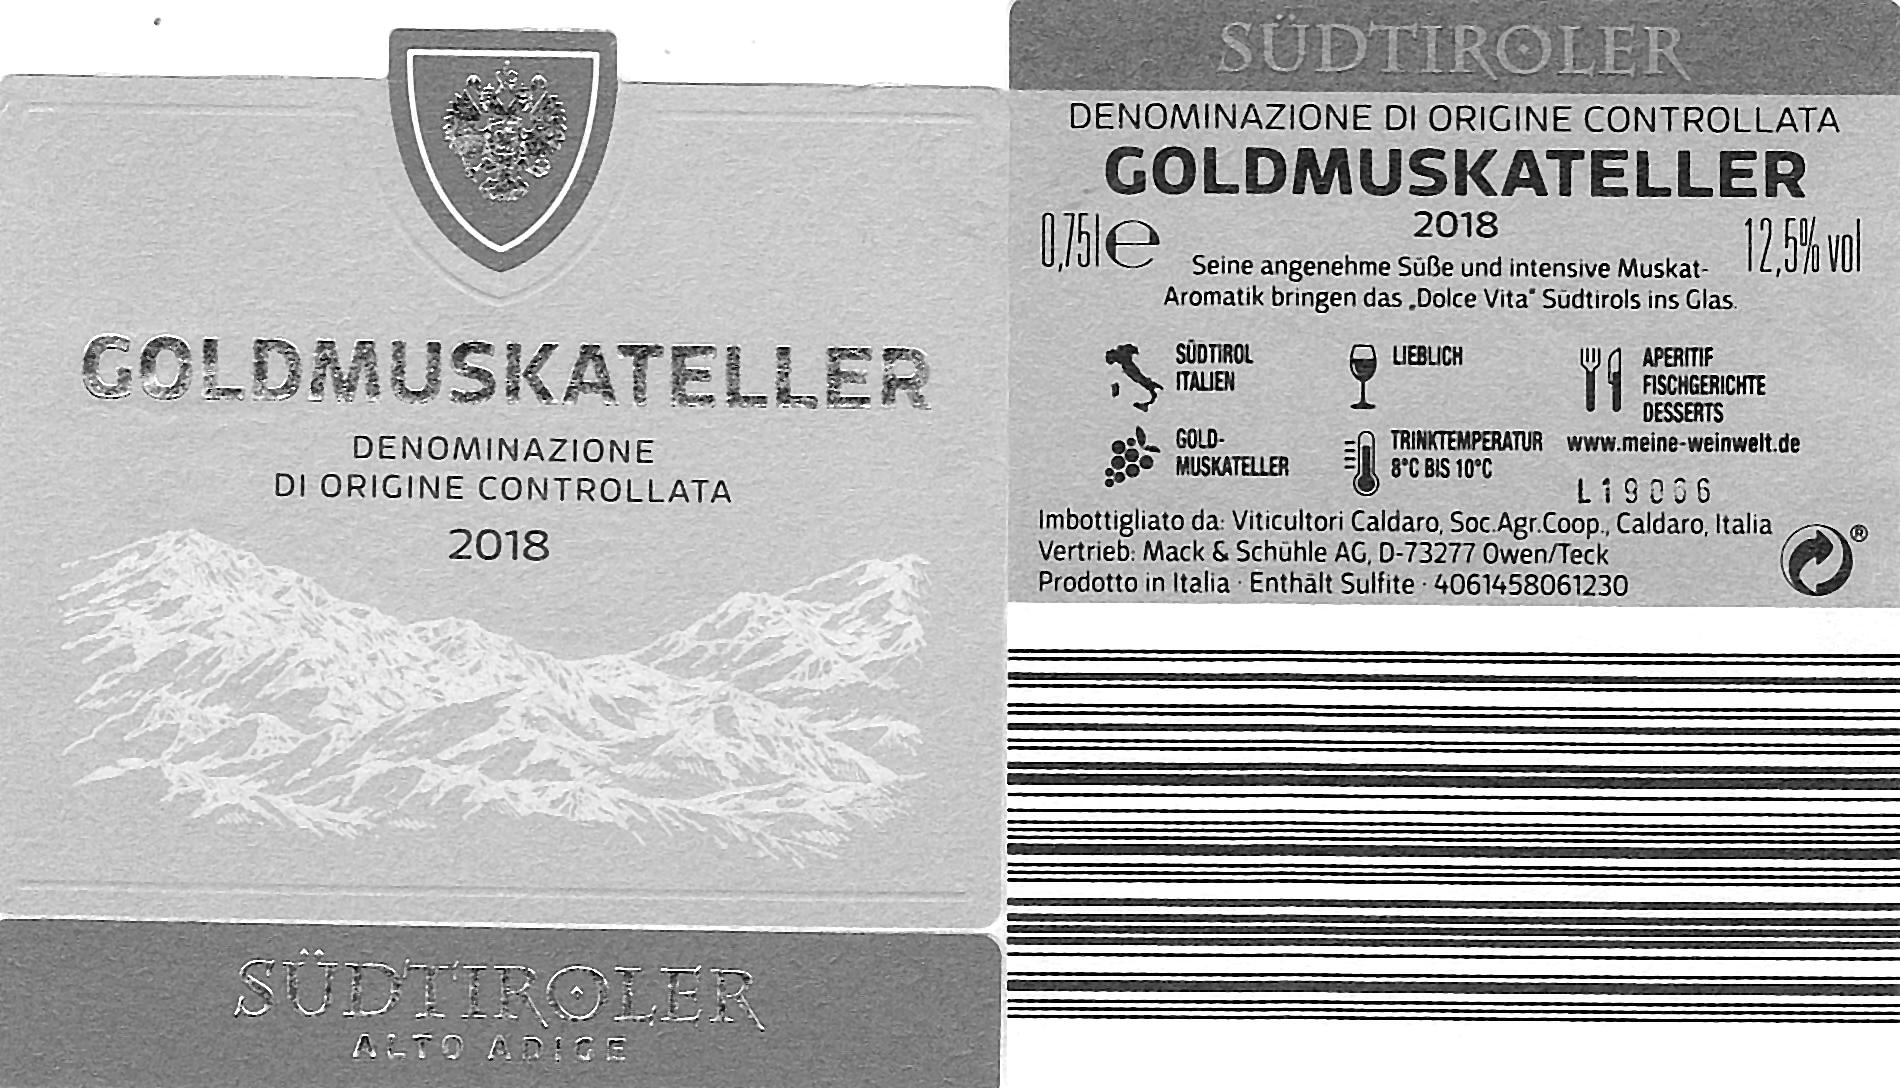 GOLDMUSKATELLER
DENOMINAZIONE
DI ORIGINE CONTROLLATA
2018
SÜDTIROLER
ALTO ADIGE
SÜDTIROLER
DENOMINAZIONE DI ORIGINE CONTROLLATA
GOLDMUSKATELLER
2018
0,75l e
12,5% vol
Seine angenehme Süße und intensive Muskat-
Aromatik bringen das „Dolce Vita“ Südtirols ins Glas.
SÜDTIROL
ITALIEN
LIEBLICH
APERITIF
FISCHGERICHTE
DESSERTS
GOLD-
MUSKATELLER
TRINKTEMPERATUR
8°C BIS 10°C
www.meine-weinwelt.de
Imbottigliato da: Viticultori Caldaro, Soc.Agr.Coop., Caldaro, Italia
Vertrieb: Mack & Schühle AG, D-73277 Owen/Teck
Prodotto in Italia · Enthält Sulfite · 4061458061230
®